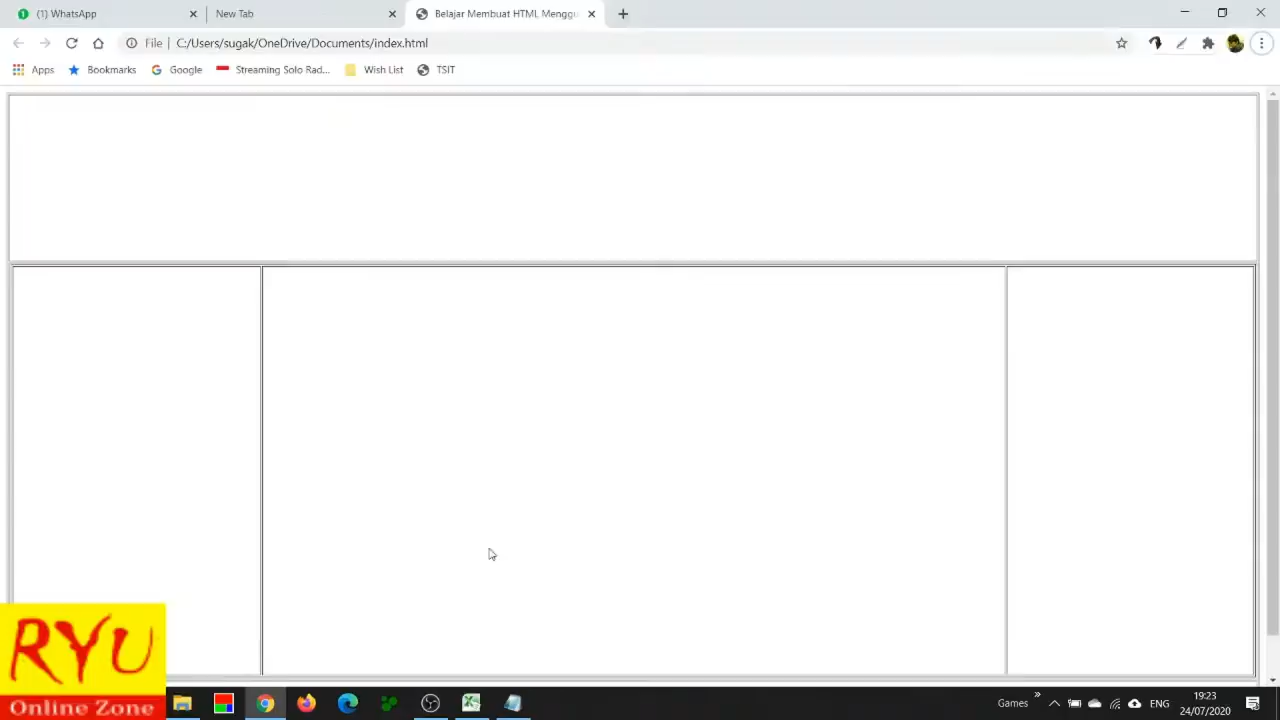 (1) WhatsApp
New Tab
Belajar Membuat HTML Menggu
File
C:/Users/sugak/OneDrive/Documents/index.html
Apps
Bookmarks
Google
Streaming Solo Rad...
Wish List
TSIT
RYU
Online Zone
Games
ENG
19:23
24/07/2020